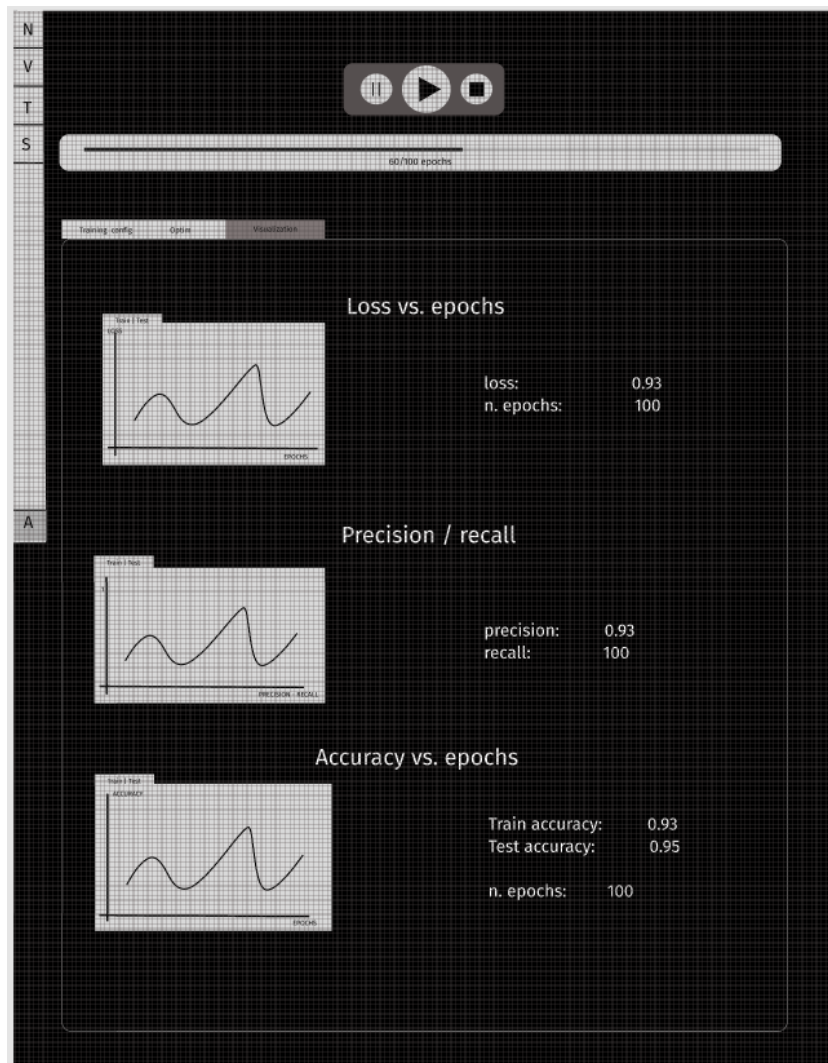 N
V
T
S
60/100 epochs
Training config Optim Visualization
Loss vs. epochs
Train | Test
LOSS
EPOCHS
loss: 0.93
n. epochs: 100
A
Precision / recall
Train | Test
1
PRECISION - RECALL
precision: 0.93
recall: 100
Accuracy vs. epochs
Train | Test
ACCURACY
EPOCHS
Train accuracy: 0.93
Test accuracy: 0.95
n. epochs: 100